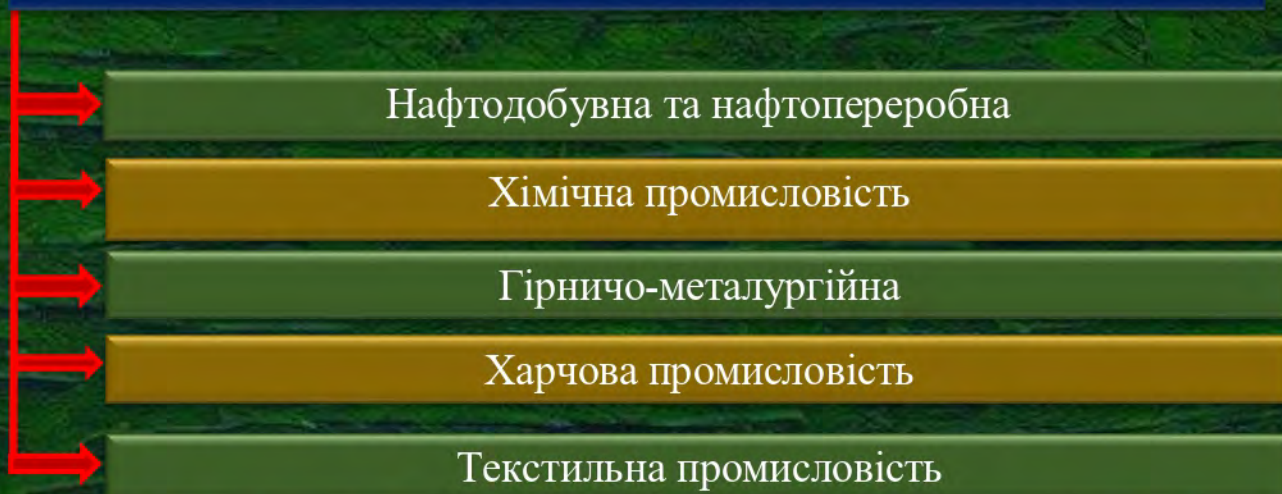 Нафтодобувна та нафтопереробна
Хімічна промисловість
Гірничо-металургійна
Харчова промисловість
Текстильна промисловість